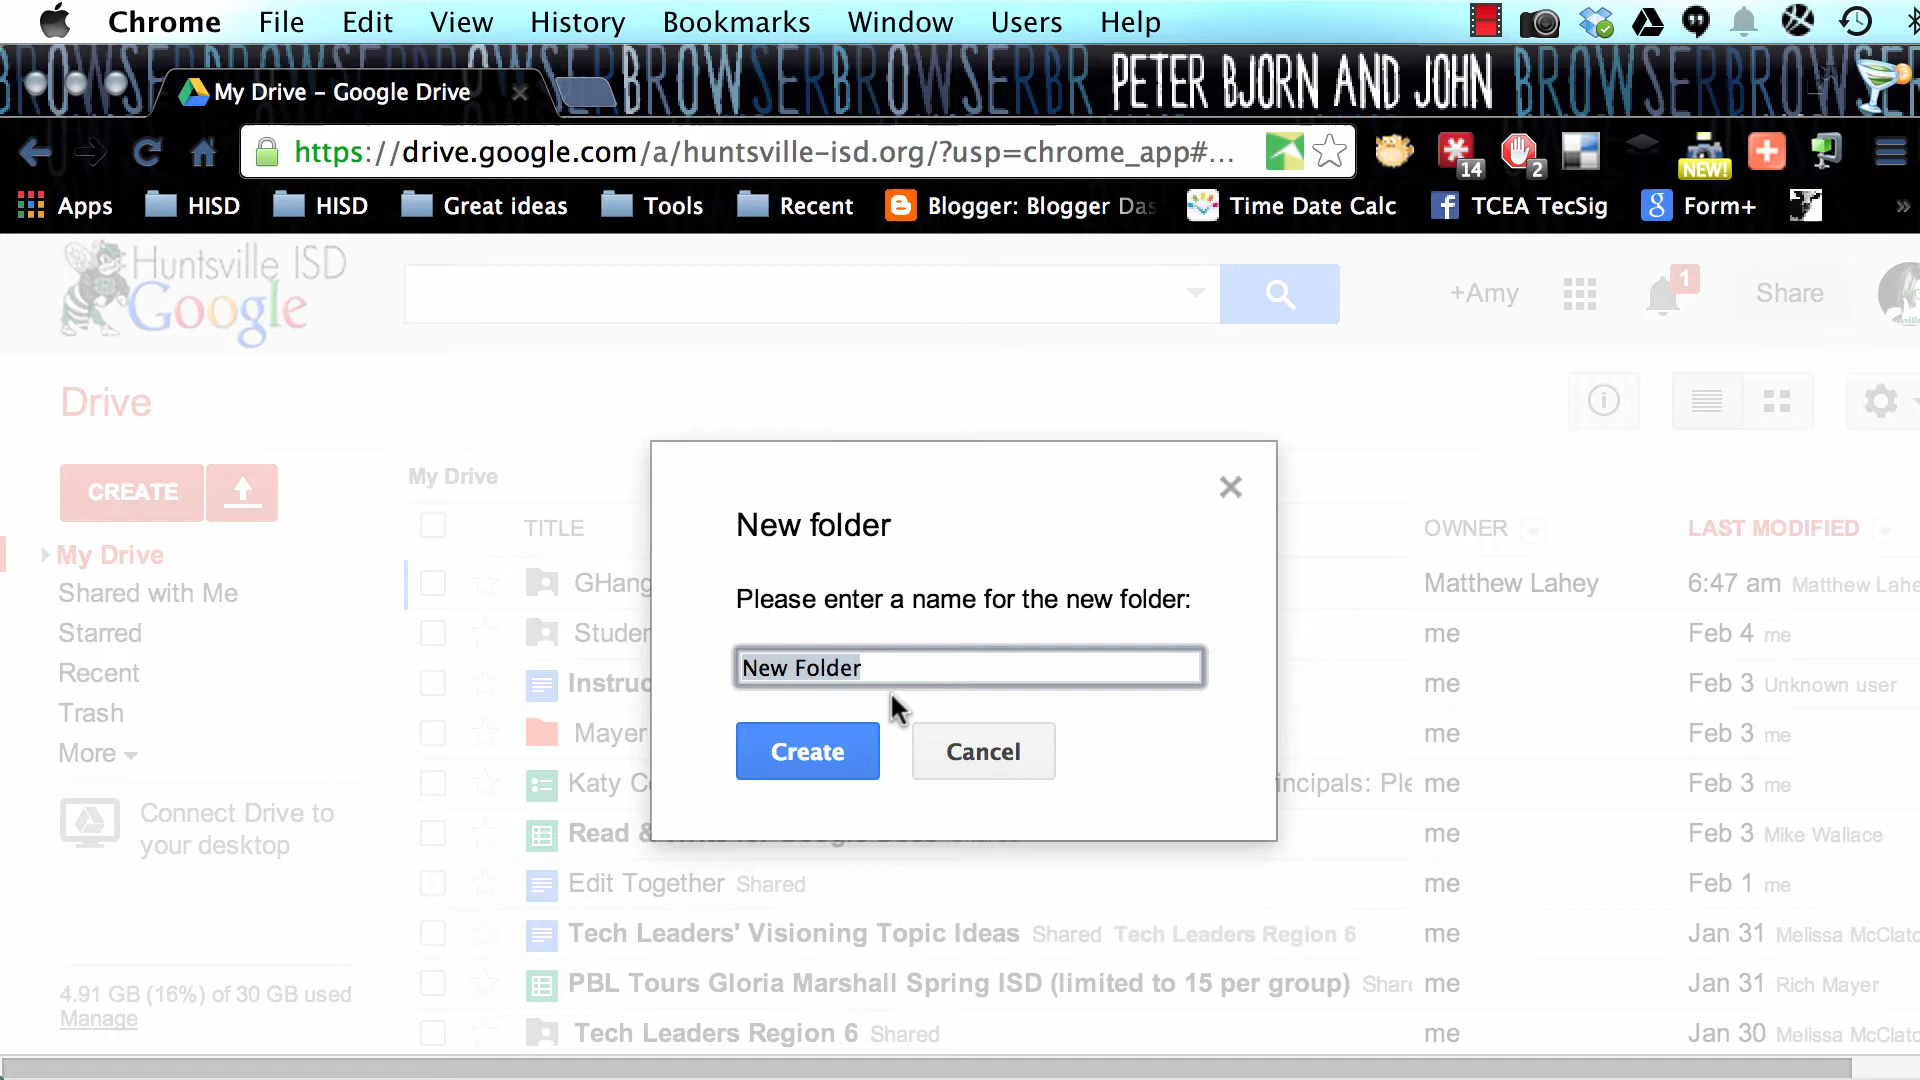 Chrome File Edit View History Bookmarks Window Users Help
BROWSERBROWSERBROWSERBR PETER BJORN AND JOHN BROWSERB
My Drive – Google Drive
https://drive.google.com/a/huntsville-isd.org/?usp=chrome_app#...
14 2 NEW!
Apps HISD HISD Great ideas Tools Recent Blogger: Blogger Das Time Date Calc TCEA TecSig Form+ »
Huntsville ISD
Google
+Amy 1 Share
Drive
CREATE
My Drive
Shared with Me
Starred
Recent
Trash
More
Connect Drive to
your desktop
4.91 GB (16%) of 30 GB used
Manage
My Drive
TITLE OWNER LAST MODIFIED
GHang Matthew Lahey 6:47 am Matthew Lahe
Studer me Feb 4 me
Instruc me Feb 3 Unknown user
Mayer me Feb 3 me
Katy Co incipals: Ple me Feb 3 me
Read & for Google Docs me Feb 3 Mike Wallace
Edit Together Shared me Feb 1 me
Tech Leaders' Visioning Topic Ideas Shared Tech Leaders Region 6 me Jan 31 Melissa McClatc
PBL Tours Gloria Marshall Spring ISD (limited to 15 per group) Share me Jan 31 Rich Mayer
Tech Leaders Region 6 Shared me Jan 30 Melissa McClatc
New folder
Please enter a name for the new folder:
New Folder
Create Cancel